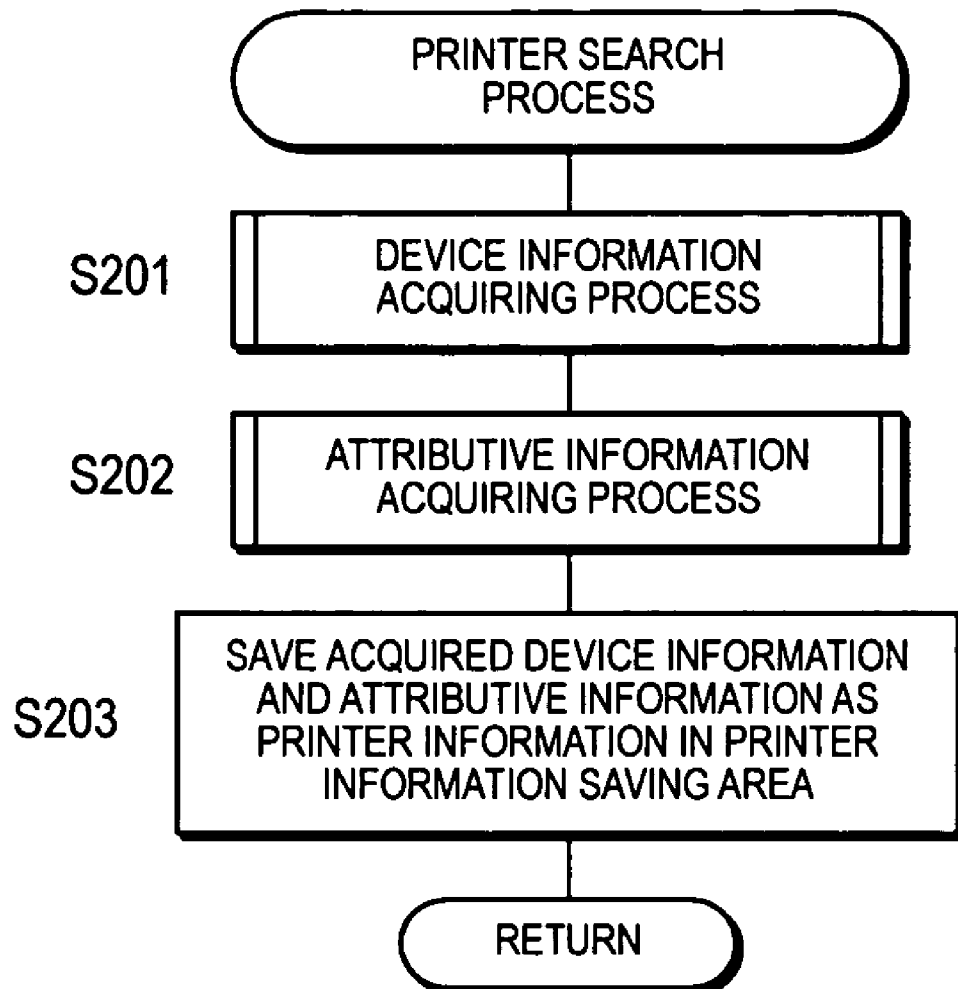 PRINTER SEARCH
PROCESS
S201
DEVICE INFORMATION
ACQUIRING PROCESS
S202
ATTRIBUTIVE INFORMATION
ACQUIRING PROCESS
S203
SAVE ACQUIRED DEVICE INFORMATION
AND ATTRIBUTIVE INFORMATION AS
PRINTER INFORMATION IN PRINTER
INFORMATION SAVING AREA
RETURN